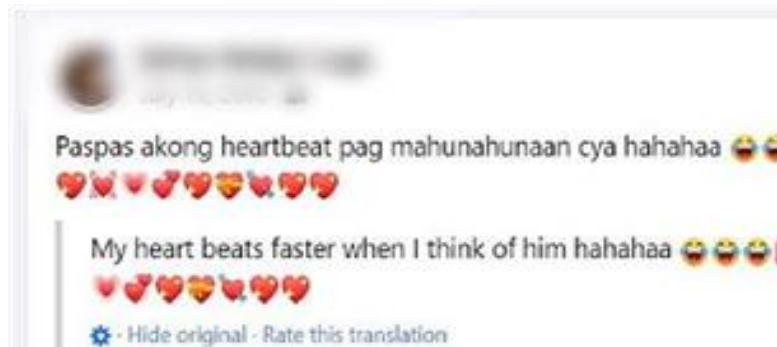 Paspas akong heartbeat pag mahunahunaan cya hahahaa 😂😂
💖💓💗💕💖💝💘💖💖
My heart beats faster when I think of him hahahaa 😂😂😂
💗💕💖💝💘💖💖
Hide original · Rate this translation